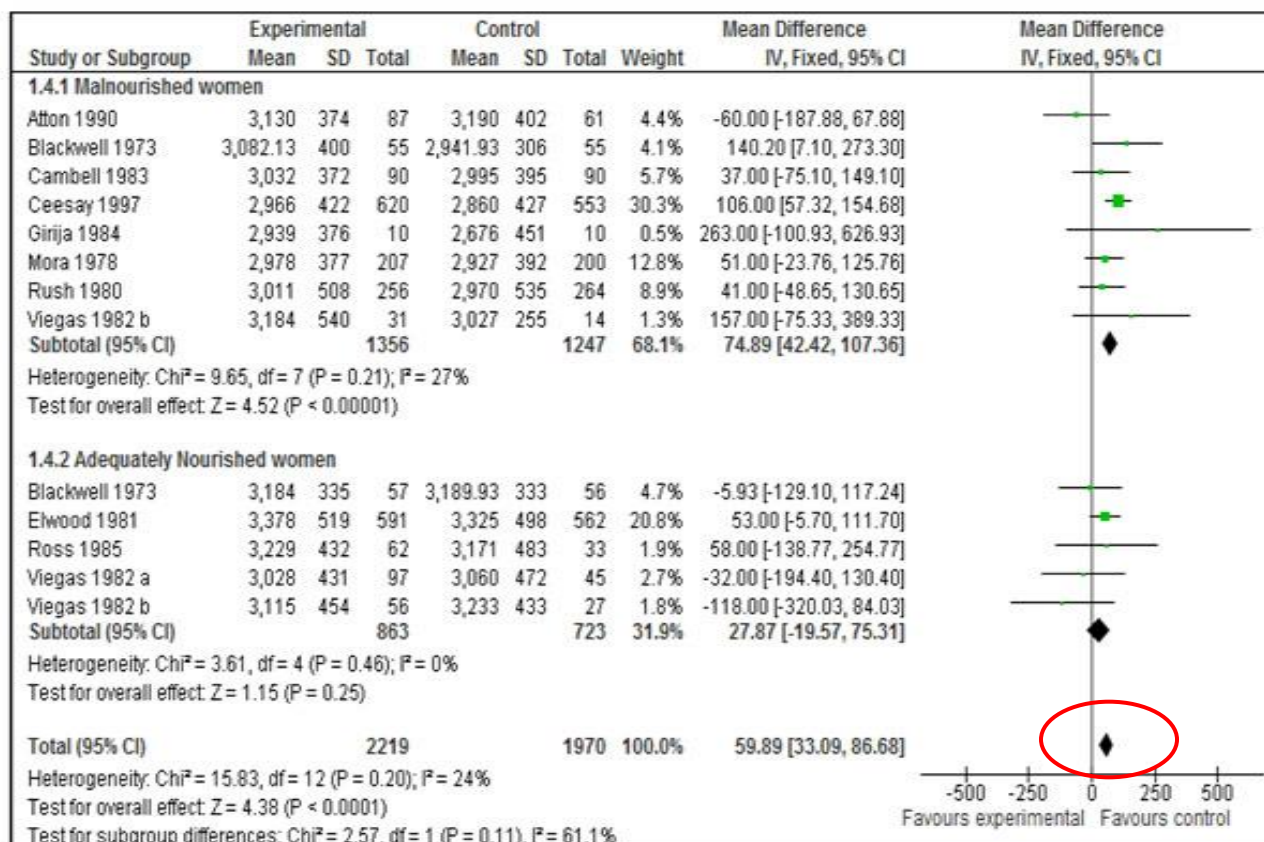 Experimental Control Mean Difference Mean Difference
Study or Subgroup Mean SD Total Mean SD Total Weight IV, Fixed, 95% CI IV, Fixed, 95% CI
1.4.1 Malnourished women
Atton 1990 3,130 374 87 3,190 402 61 4.4% -60.00 [-187.88, 67.88]
Blackwell 1973 3,082.13 400 55 2,941.93 306 55 4.1% 140.20 [7.10, 273.30]
Cambell 1983 3,032 372 90 2,995 395 90 5.7% 37.00 [-75.10, 149.10]
Ceesay 1997 2,966 422 620 2,860 427 553 30.3% 106.00 [57.32, 154.68]
Girija 1984 2,939 376 10 2,676 451 10 0.5% 263.00 [-100.93, 626.93]
Mora 1978 2,978 377 207 2,927 392 200 12.8% 51.00 [-23.76, 125.76]
Rush 1980 3,011 508 256 2,970 535 264 8.9% 41.00 [-48.65, 130.65]
Viegas 1982 b 3,184 540 31 3,027 255 14 1.3% 157.00 [-75.33, 389.33]
Subtotal (95% CI) 1356 1247 68.1% 74.89 [42.42, 107.36]
Heterogeneity: Chi² = 9.65, df = 7 (P = 0.21); I² = 27%
Test for overall effect: Z = 4.52 (P < 0.00001)
1.4.2 Adequately Nourished women
Blackwell 1973 3,184 335 57 3,189.93 333 56 4.7% -5.93 [-129.10, 117.24]
Elwood 1981 3,378 519 591 3,325 498 562 20.8% 53.00 [-5.70, 111.70]
Ross 1985 3,229 432 62 3,171 483 33 1.9% 58.00 [-138.77, 254.77]
Viegas 1982 a 3,028 431 97 3,060 472 45 2.7% -32.00 [-194.40, 130.40]
Viegas 1982 b 3,115 454 56 3,233 433 27 1.8% -118.00 [-320.03, 84.03]
Subtotal (95% CI) 863 723 31.9% 27.87 [-19.57, 75.31]
Heterogeneity: Chi² = 3.61, df = 4 (P = 0.46); I² = 0%
Test for overall effect: Z = 1.15 (P = 0.25)
Total (95% CI) 2219 1970 100.0% 59.89 [33.09, 86.68]
Heterogeneity: Chi² = 15.83, df = 12 (P = 0.20); I² = 24%
Test for overall effect: Z = 4.38 (P < 0.0001)
Test for subgroup differences: Chi² = 2.57, df = 1 (P = 0.11), I² = 61.1%
-500 -250 0 250 500
Favours experimental Favours control